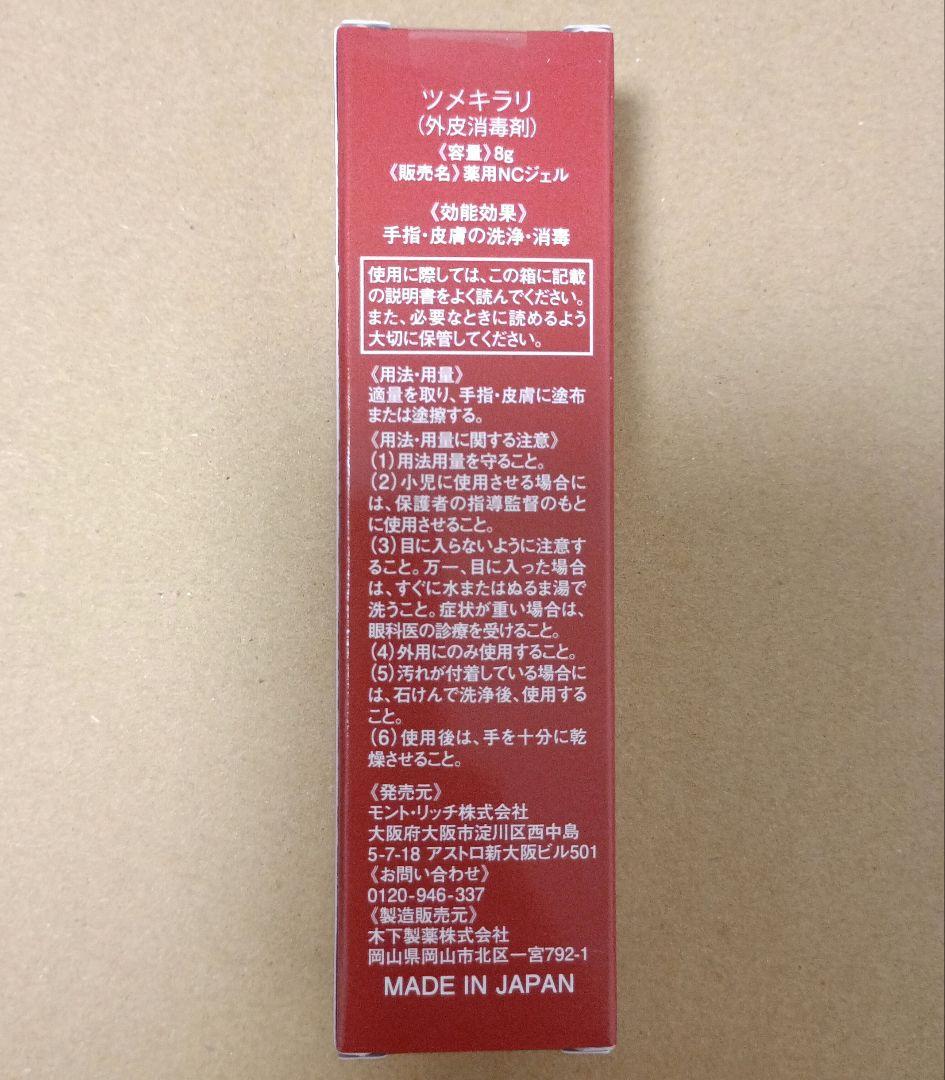 ツメキラリ
(外皮消毒剤)
《容量》8g
《販売名》薬用NCジェル
《効能効果》
手指・皮膚の洗浄・消毒
使用に際しては、この箱に記載
の説明書をよく読んでください。
また、必要なときに読めるよう
大切に保管してください。
《用法・用量》
適量を取り、手指・皮膚に塗布
または塗擦する。
《用法・用量に関する注意》
(1)用法用量を守ること。
(2)小児に使用させる場合に
は、保護者の指導監督のもと
に使用させること。
(3)目に入らないように注意す
ること。万一、目に入った場合
は、すぐに水またはぬるま湯で
洗うこと。症状が重い場合は、
眼科医の診療を受けること。
(4)外用にのみ使用すること。
(5)汚れが付着している場合に
は、石けんで洗浄後、使用する
こと。
(6)使用後は、手を十分に乾
燥させること。
《発売元》
モント・リッチ株式会社
大阪府大阪市淀川区西中島
5-7-18 アストロ新大阪ビル501
《お問い合わせ》
0120-946-337
《製造販売元》
木下製薬株式会社
岡山県岡山市北区一宮792-1
MADE IN JAPAN